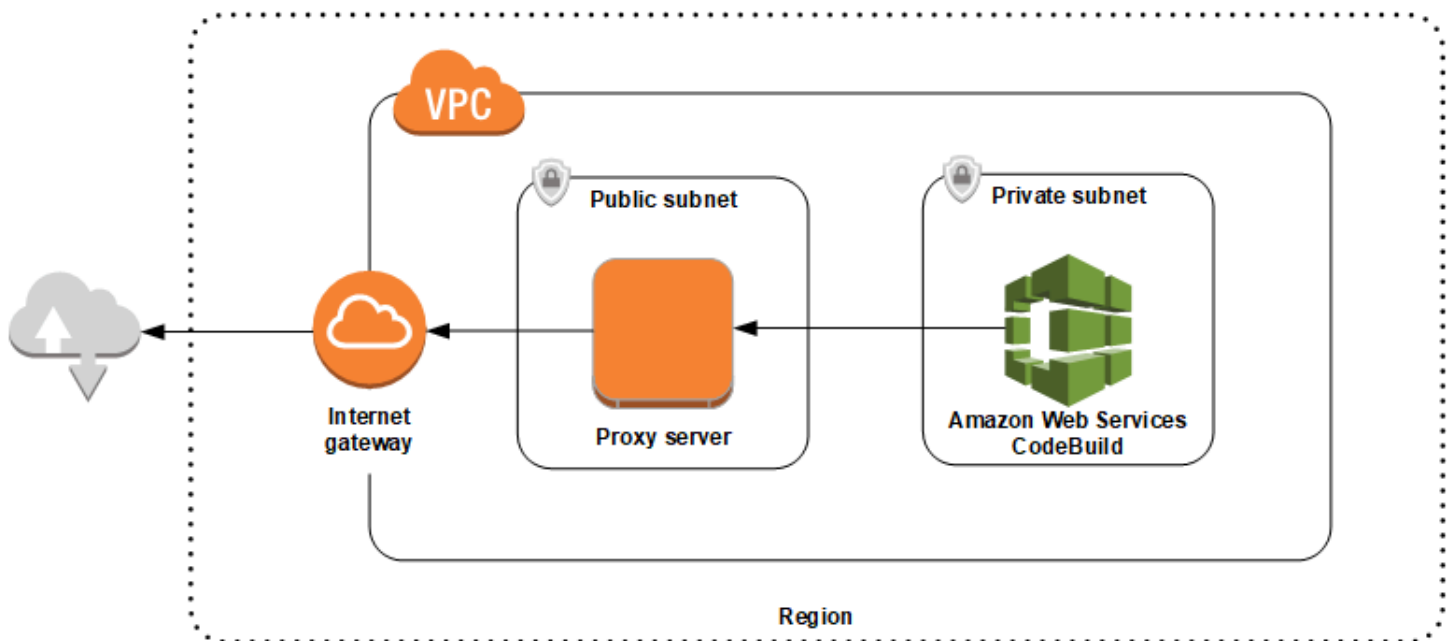 VPC
Public subnet
Private subnet
Internet
gateway
Proxy server
Amazon Web Services
CodeBuild
Region